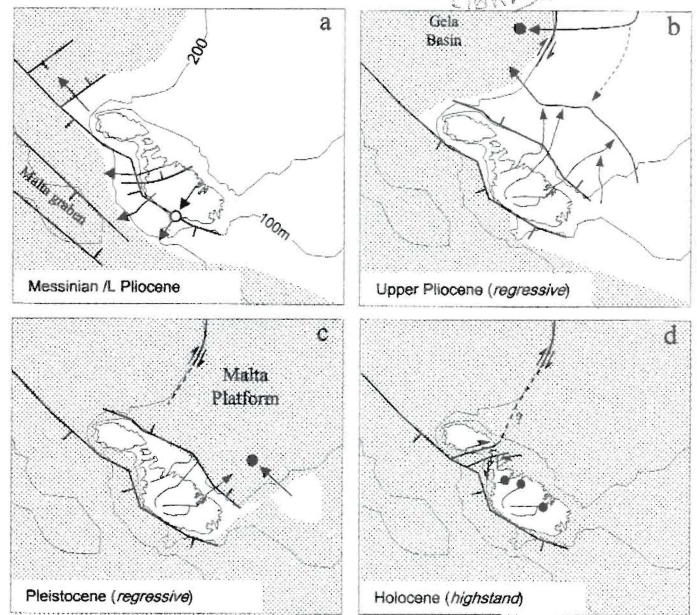 a
200
Malta graben
100m
Messinian /L Pliocene
b
Gela
Basin
Upper Pliocene (regressive)
c
Malta
Platform
Pleistocene (regressive)
d
?
Holocene (highstand)